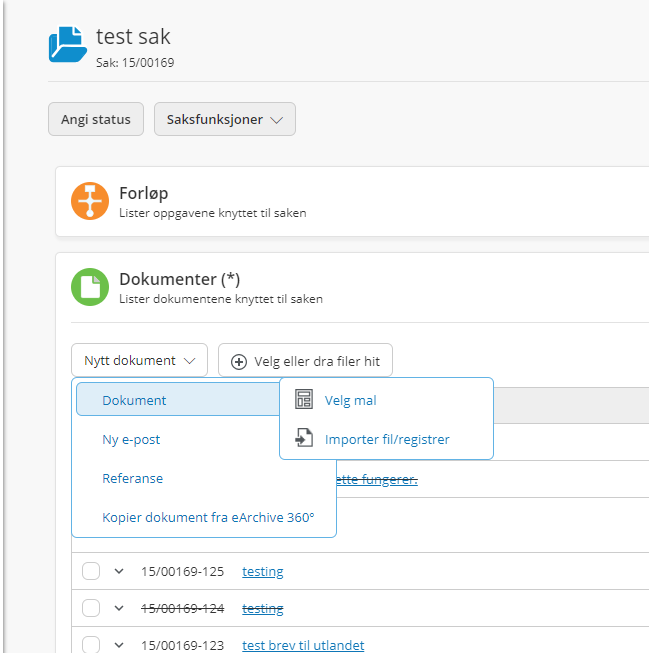 test sak
Sak: 15/00169
Angi status
Saksfunksjoner
Forløp
Lister oppgavene knyttet til saken
Dokumenter (*)
Lister dokumentene knyttet til saken
Nytt dokument
Velg eller dra filer hit
Dokument
Velg mal
Ny e-post
Importer fil/registrer
Referanse
fungerer.
Kopier dokument fra eArchive 360°
15/00169-125 testing
15/00169-124 testing
15/00169-123 test brev til utlandet